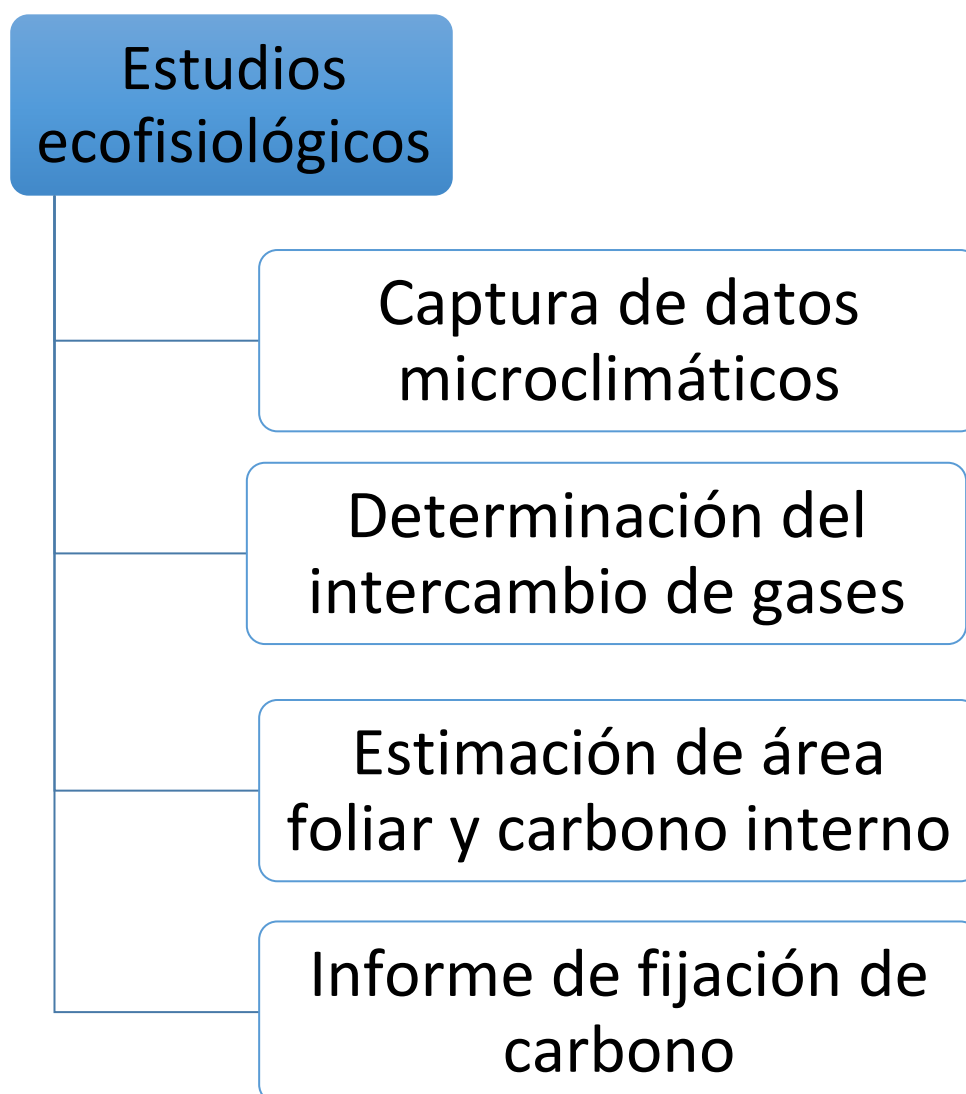 Estudios
ecofisiológicos
Captura de datos
microclimáticos
Determinación del
intercambio de gases
Estimación de área
foliar y carbono interno
Informe de fijación de
carbono